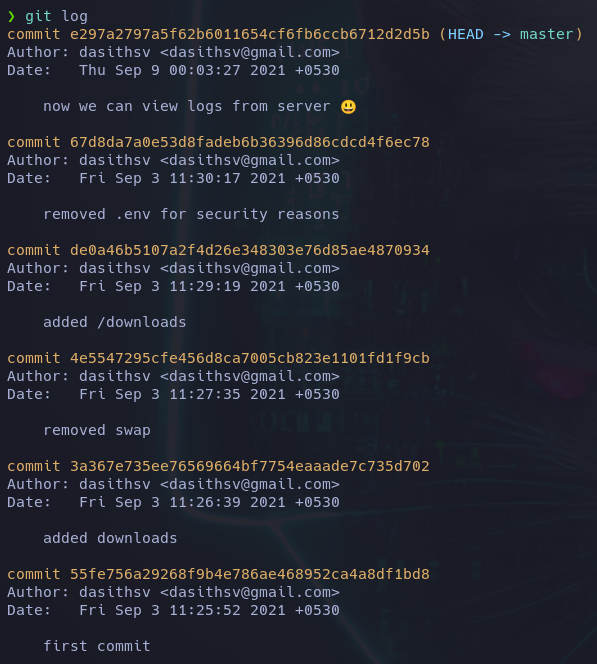 ❯ git log
commit e297a2797a5f62b6011654cf6fb6ccb6712d2d5b (HEAD -> master)
Author: dasithsv <dasithsv@gmail.com>
Date:   Thu Sep 9 00:03:27 2021 +0530
    now we can view logs from server 😃
commit 67d8da7a0e53d8fadeb6b36396d86cdcd4f6ec78
Author: dasithsv <dasithsv@gmail.com>
Date:   Fri Sep 3 11:30:17 2021 +0530
    removed .env for security reasons
commit de0a46b5107a2f4d26e348303e76d85ae4870934
Author: dasithsv <dasithsv@gmail.com>
Date:   Fri Sep 3 11:29:19 2021 +0530
    added /downloads
commit 4e5547295cfe456d8ca7005cb823e1101fd1f9cb
Author: dasithsv <dasithsv@gmail.com>
Date:   Fri Sep 3 11:27:35 2021 +0530
    removed swap
commit 3a367e735ee76569664bf7754eaaade7c735d702
Author: dasithsv <dasithsv@gmail.com>
Date:   Fri Sep 3 11:26:39 2021 +0530
    added downloads
commit 55fe756a29268f9b4e786ae468952ca4a8df1bd8
Author: dasithsv <dasithsv@gmail.com>
Date:   Fri Sep 3 11:25:52 2021 +0530
    first commit